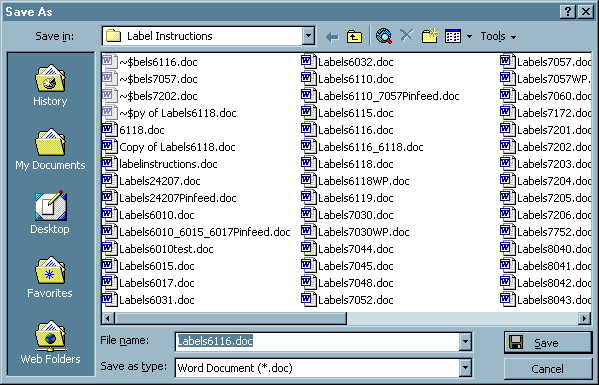 Save As
Save in:
Label Instructions
Tools
History
My Documents
Desktop
Favorites
Web Folders
~$bels6116.doc
~$bels7057.doc
~$bels7202.doc
~$py of Labels6118.doc
6118.doc
Copy of Labels6118.doc
labelinstructions.doc
Labels24207.doc
Labels24207Pinfeed.doc
Labels6010.doc
Labels6010_6015_6017Pinfeed.doc
Labels6010test.doc
Labels6015.doc
Labels6017.doc
Labels6031.doc
Labels6032.doc
Labels6110.doc
Labels6110_7057Pinfeed.doc
Labels6115.doc
Labels6116.doc
Labels6116_6118.doc
Labels6118.doc
Labels6118WP.doc
Labels6119.doc
Labels7030.doc
Labels7030WP.doc
Labels7044.doc
Labels7045.doc
Labels7048.doc
Labels7052.doc
Labels7057.doc
Labels7057WP.do
Labels7060.doc
Labels7172.doc
Labels7201.doc
Labels7202.doc
Labels7203.doc
Labels7204.doc
Labels7205.doc
Labels7206.doc
Labels7752.doc
Labels8040.doc
Labels8041.doc
Labels8042.doc
Labels8043.doc
File name:
Labels6116.doc
Save
Save as type:
Word Document (*.doc)
Cancel